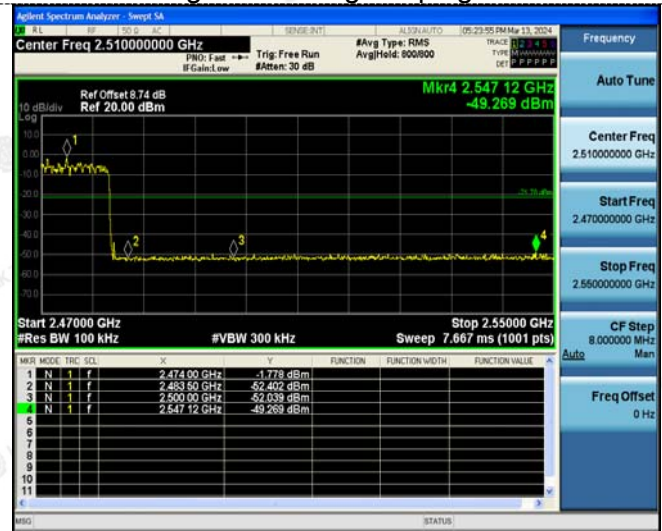 Agilent Spectrum Analyzer - Swept SA
RL RF 50 Ω AC SENSE:INT ALIGN AUTO 05:23:55 PM Mar 13, 2024
Center Freq 2.510000000 GHz
PNO: Fast
IFGain:Low
Trig: Free Run
#Atten: 30 dB
#Avg Type: RMS
Avg|Hold: 800/800
TRACE 1 2 3 4 5 6
TYPE
DET P P P P P P
Mkr4 2.547 12 GHz
-49.269 dBm
Ref Offset 8.74 dB
10 dB/div Ref 20.00 dBm
Log
10.0
0.00
-10.0
-20.0
-30.0
-40.0
-50.0
-60.0
-70.0
1
2
3
4
-21.78 dBm
Start 2.47000 GHz Stop 2.55000 GHz
#Res BW 100 kHz #VBW 300 kHz Sweep 7.667 ms (1001 pts)
MKR MODE TRC SCL X Y FUNCTION FUNCTION WIDTH FUNCTION VALUE
1 N 1 f 2.474 00 GHz -1.778 dBm
2 N 1 f 2.483 50 GHz -52.402 dBm
3 N 1 f 2.500 00 GHz -52.039 dBm
4 N 1 f 2.547 12 GHz -49.269 dBm
5
6
7
8
9
10
11
MSG STATUS
Frequency
Auto Tune
Center Freq
2.510000000 GHz
Start Freq
2.470000000 GHz
Stop Freq
2.550000000 GHz
CF Step
8.000000 MHz
Auto Man
Freq Offset
0 Hz